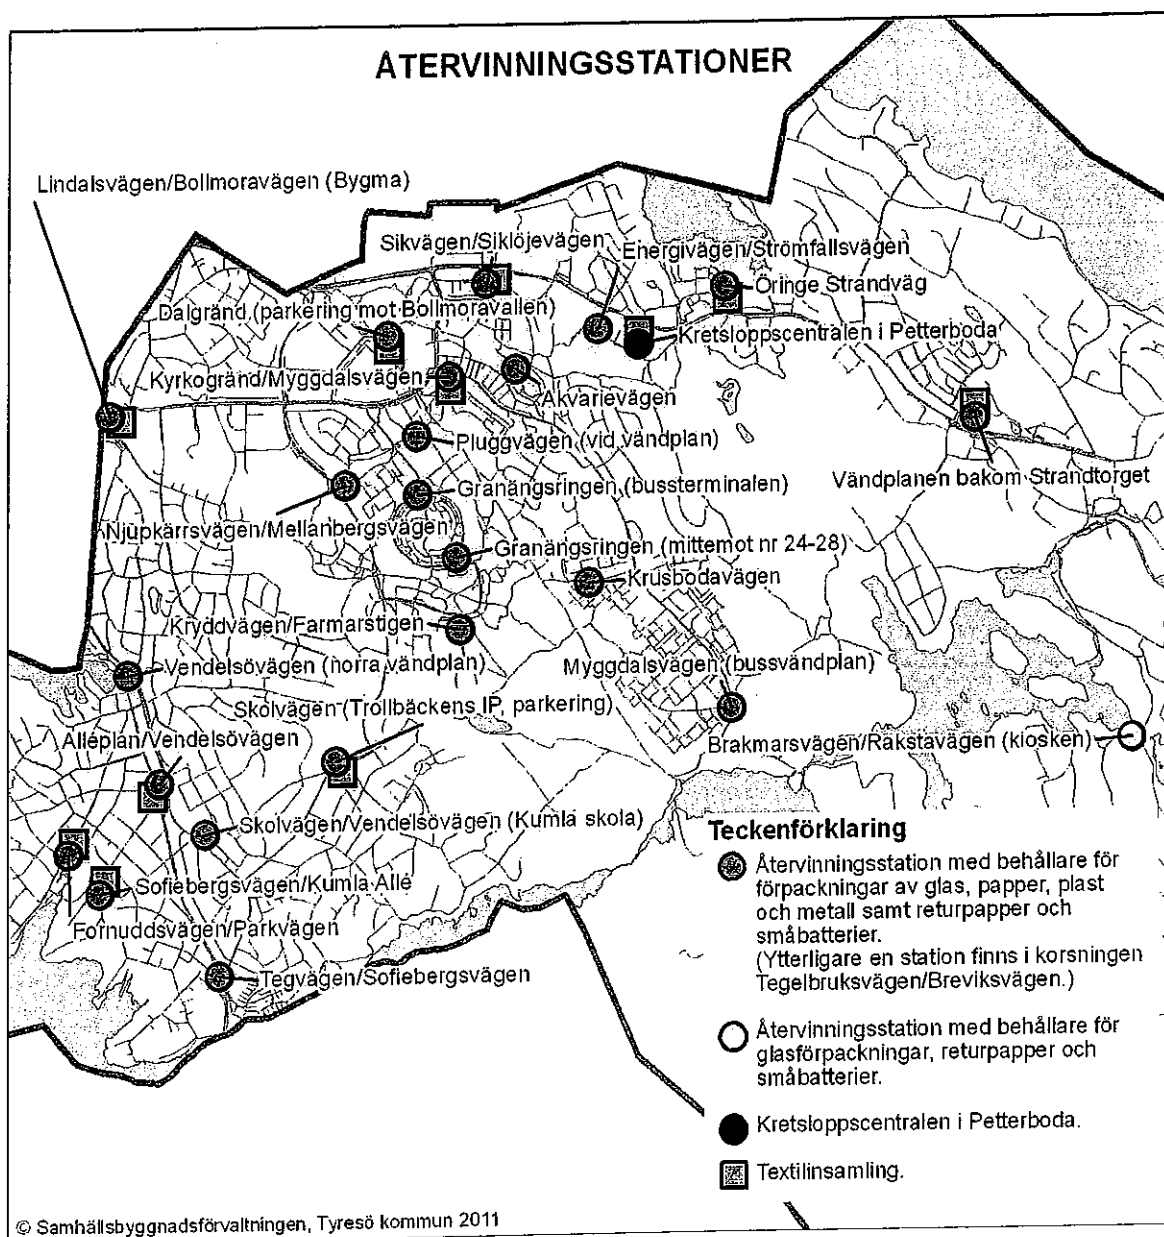 ÅTERVINNINGSSTATIONER
Lindalsvägen/Bollmoravägen (Bygma)
Sikvägen/Siklöjevägen
Energivägen/Strömfallsvägen
Öringe Strandväg
Dalgränd (parkering mot Bollmoravallen)
Kretsloppscentralen i Petterboda
Kyrkogränd/Myggdalsvägen
Akvarievägen
Pluggvägen (vid vändplan)
Vändplanen bakom Strandtorget
Granängsringen (bussterminalen)
Njupkärrsvägen/Mellanbergsvägen
Granängsringen (mittemot nr 24-28)
Krusbodavägen
Kryddvägen/Farmarstigen
Vendelsövägen (norra vändplan)
Myggdalsvägen (bussvändplan)
Skolvägen (Trollbäckens IP, parkering)
Alléplan/Vendelsövägen
Brakmarsvägen/Rakstavägen (kiosken)
Skolvägen/Vendelsövägen (Kumla skola)
Sofiebergsvägen/Kumla Allé
Fornuddsvägen/Parkvägen
Tegvägen/Sofiebergsvägen
Teckenförklaring
Återvinningsstation med behållare för
förpackningar av glas, papper, plast
och metall samt returpapper och
småbatterier.
(Ytterligare en station finns i korsningen
Tegelbruksvägen/Breviksvägen.)
Återvinningsstation med behållare för
glasförpackningar, returpapper och
småbatterier.
Kretsloppscentralen i Petterboda.
Textilinsamling.
© Samhällsbyggnadsförvaltningen, Tyresö kommun 2011